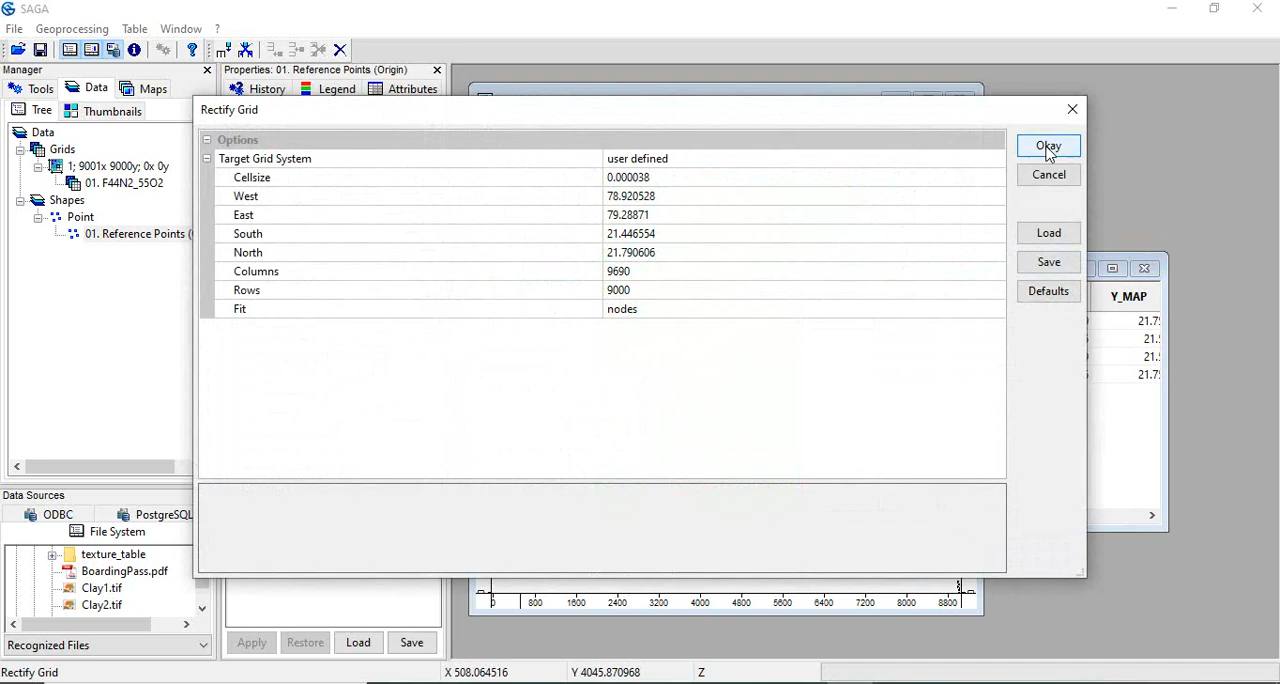 SAGA
File Geoprocessing Table Window ?
Manager
Properties: 01. Reference Points (Origin)
Tools Data Maps
History Legend Attributes
Tree Thumbnails
Data
Grids
1; 9001x 9000y; 0x 0y
01. F44N2_55O2
Shapes
Point
01. Reference Points (
Rectify Grid
Options
Target Grid System user defined
Cellsize 0.000038
West 78.920528
East 79.28871
South 21.446554
North 21.790606
Columns 9690
Rows 9000
Fit nodes
Okay
Cancel
Load
Save
Defaults
Y_MAP
Data Sources
ODBC PostgreSQL
File System
texture_table
BoardingPass.pdf
Clay1.tif
Clay2.tif
Recognized Files
Apply Restore Load Save
0 800 1600 2400 3200 4000 4800 5600 6400 7200 8000 8800
Rectify Grid X 508.064516 Y 4045.870968 Z